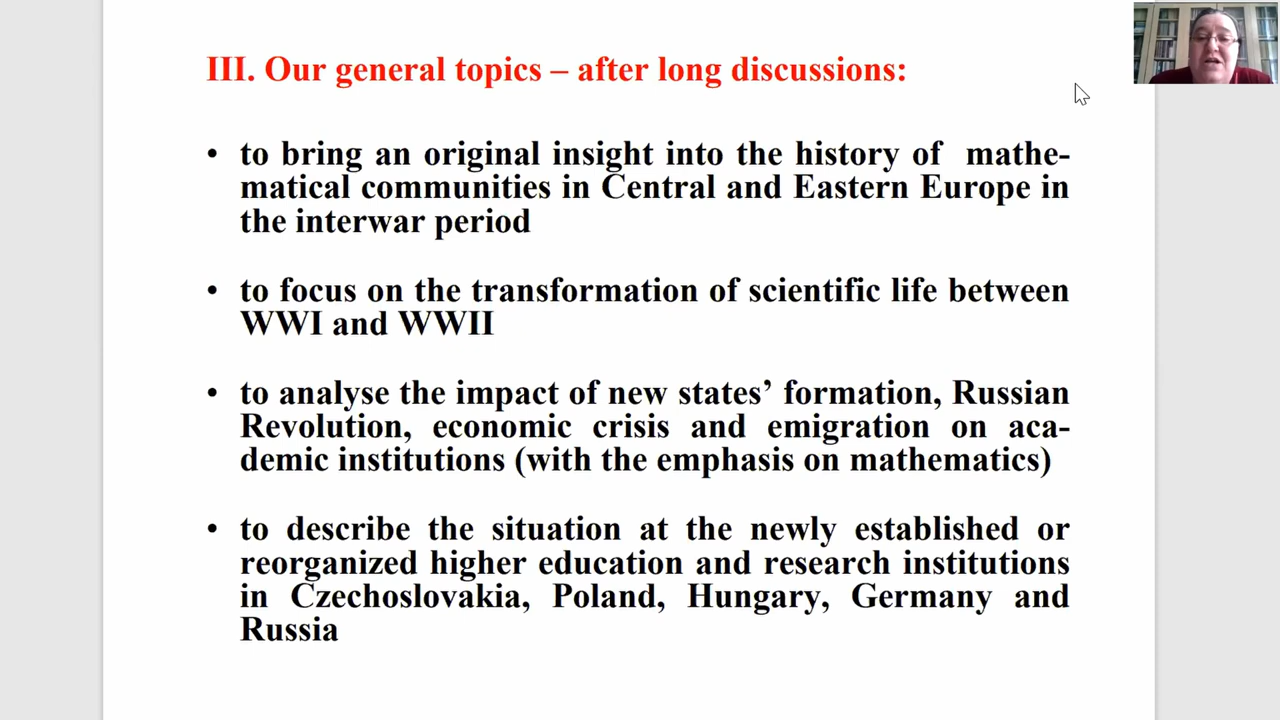 III. Our general topics – after long discussions:
• to bring an original insight into the history of mathe-
matical communities in Central and Eastern Europe in
the interwar period
• to focus on the transformation of scientific life between
WWI and WWII
• to analyse the impact of new states’ formation, Russian
Revolution, economic crisis and emigration on aca-
demic institutions (with the emphasis on mathematics)
• to describe the situation at the newly established or
reorganized higher education and research institutions
in Czechoslovakia, Poland, Hungary, Germany and
Russia